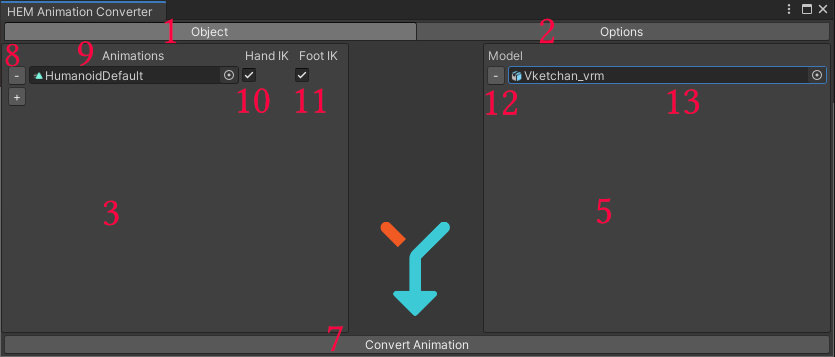 HEM Animation Converter
1 Object
2 Options
8 9 Animations Hand IK Foot IK
Model
- HumanoidDefault
- Vketchan_vrm
+
10 11
12 13
3
5
7 Convert Animation